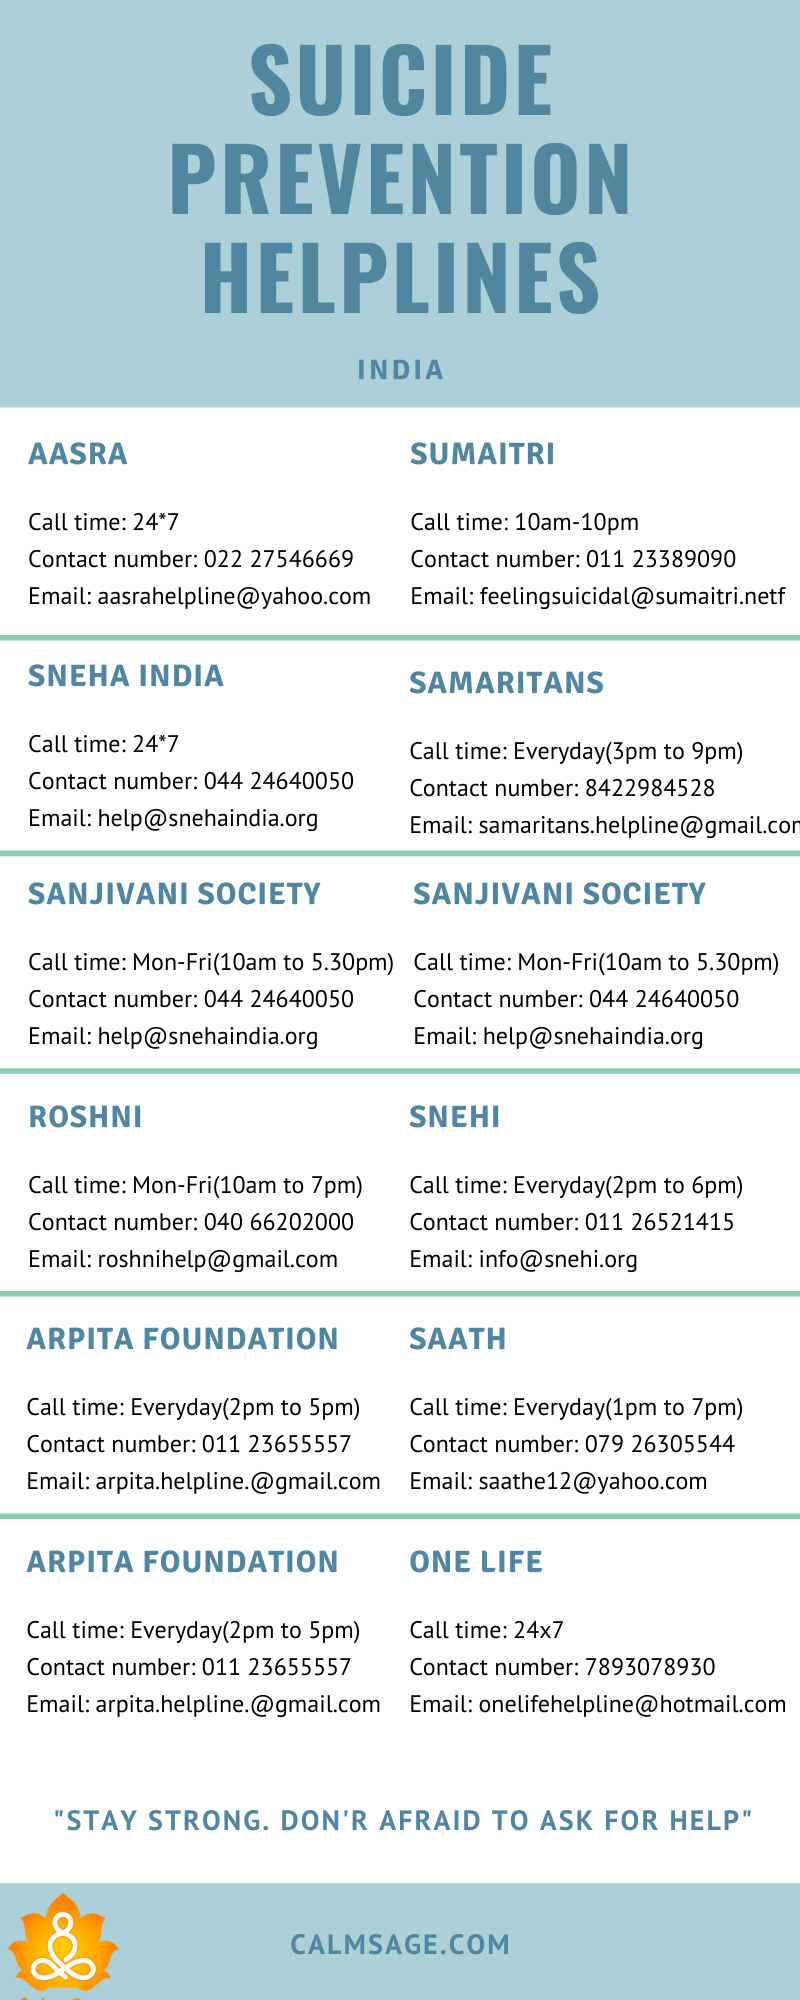 SUICIDE
PREVENTION
HELPLINES
INDIA
AASRA
Call time: 24*7
Contact number: 022 27546669
Email: aasrahelpline@yahoo.com
SUMAITRI
Call time: 10am-10pm
Contact number: 011 23389090
Email: feelingsuicidal@sumaitri.netf
SNEHA INDIA
Call time: 24*7
Contact number: 044 24640050
Email: help@snehaindia.org
SAMARITANS
Call time: Everyday(3pm to 9pm)
Contact number: 8422984528
Email: samaritans.helpline@gmail.com
SANJIVANI SOCIETY
Call time: Mon-Fri(10am to 5.30pm)
Contact number: 044 24640050
Email: help@snehaindia.org
SANJIVANI SOCIETY
Call time: Mon-Fri(10am to 5.30pm)
Contact number: 044 24640050
Email: help@snehaindia.org
ROSHNI
Call time: Mon-Fri(10am to 7pm)
Contact number: 040 66202000
Email: roshnihelp@gmail.com
SNEHI
Call time: Everyday(2pm to 6pm)
Contact number: 011 26521415
Email: info@snehi.org
ARPITA FOUNDATION
Call time: Everyday(2pm to 5pm)
Contact number: 011 23655557
Email: arpita.helpline.@gmail.com
SAATH
Call time: Everyday(1pm to 7pm)
Contact number: 079 26305544
Email: saathe12@yahoo.com
ARPITA FOUNDATION
Call time: Everyday(2pm to 5pm)
Contact number: 011 23655557
Email: arpita.helpline.@gmail.com
ONE LIFE
Call time: 24x7
Contact number: 7893078930
Email: onelifehelpline@hotmail.com
"STAY STRONG. DON'R AFRAID TO ASK FOR HELP"
CALMSAGE.COM